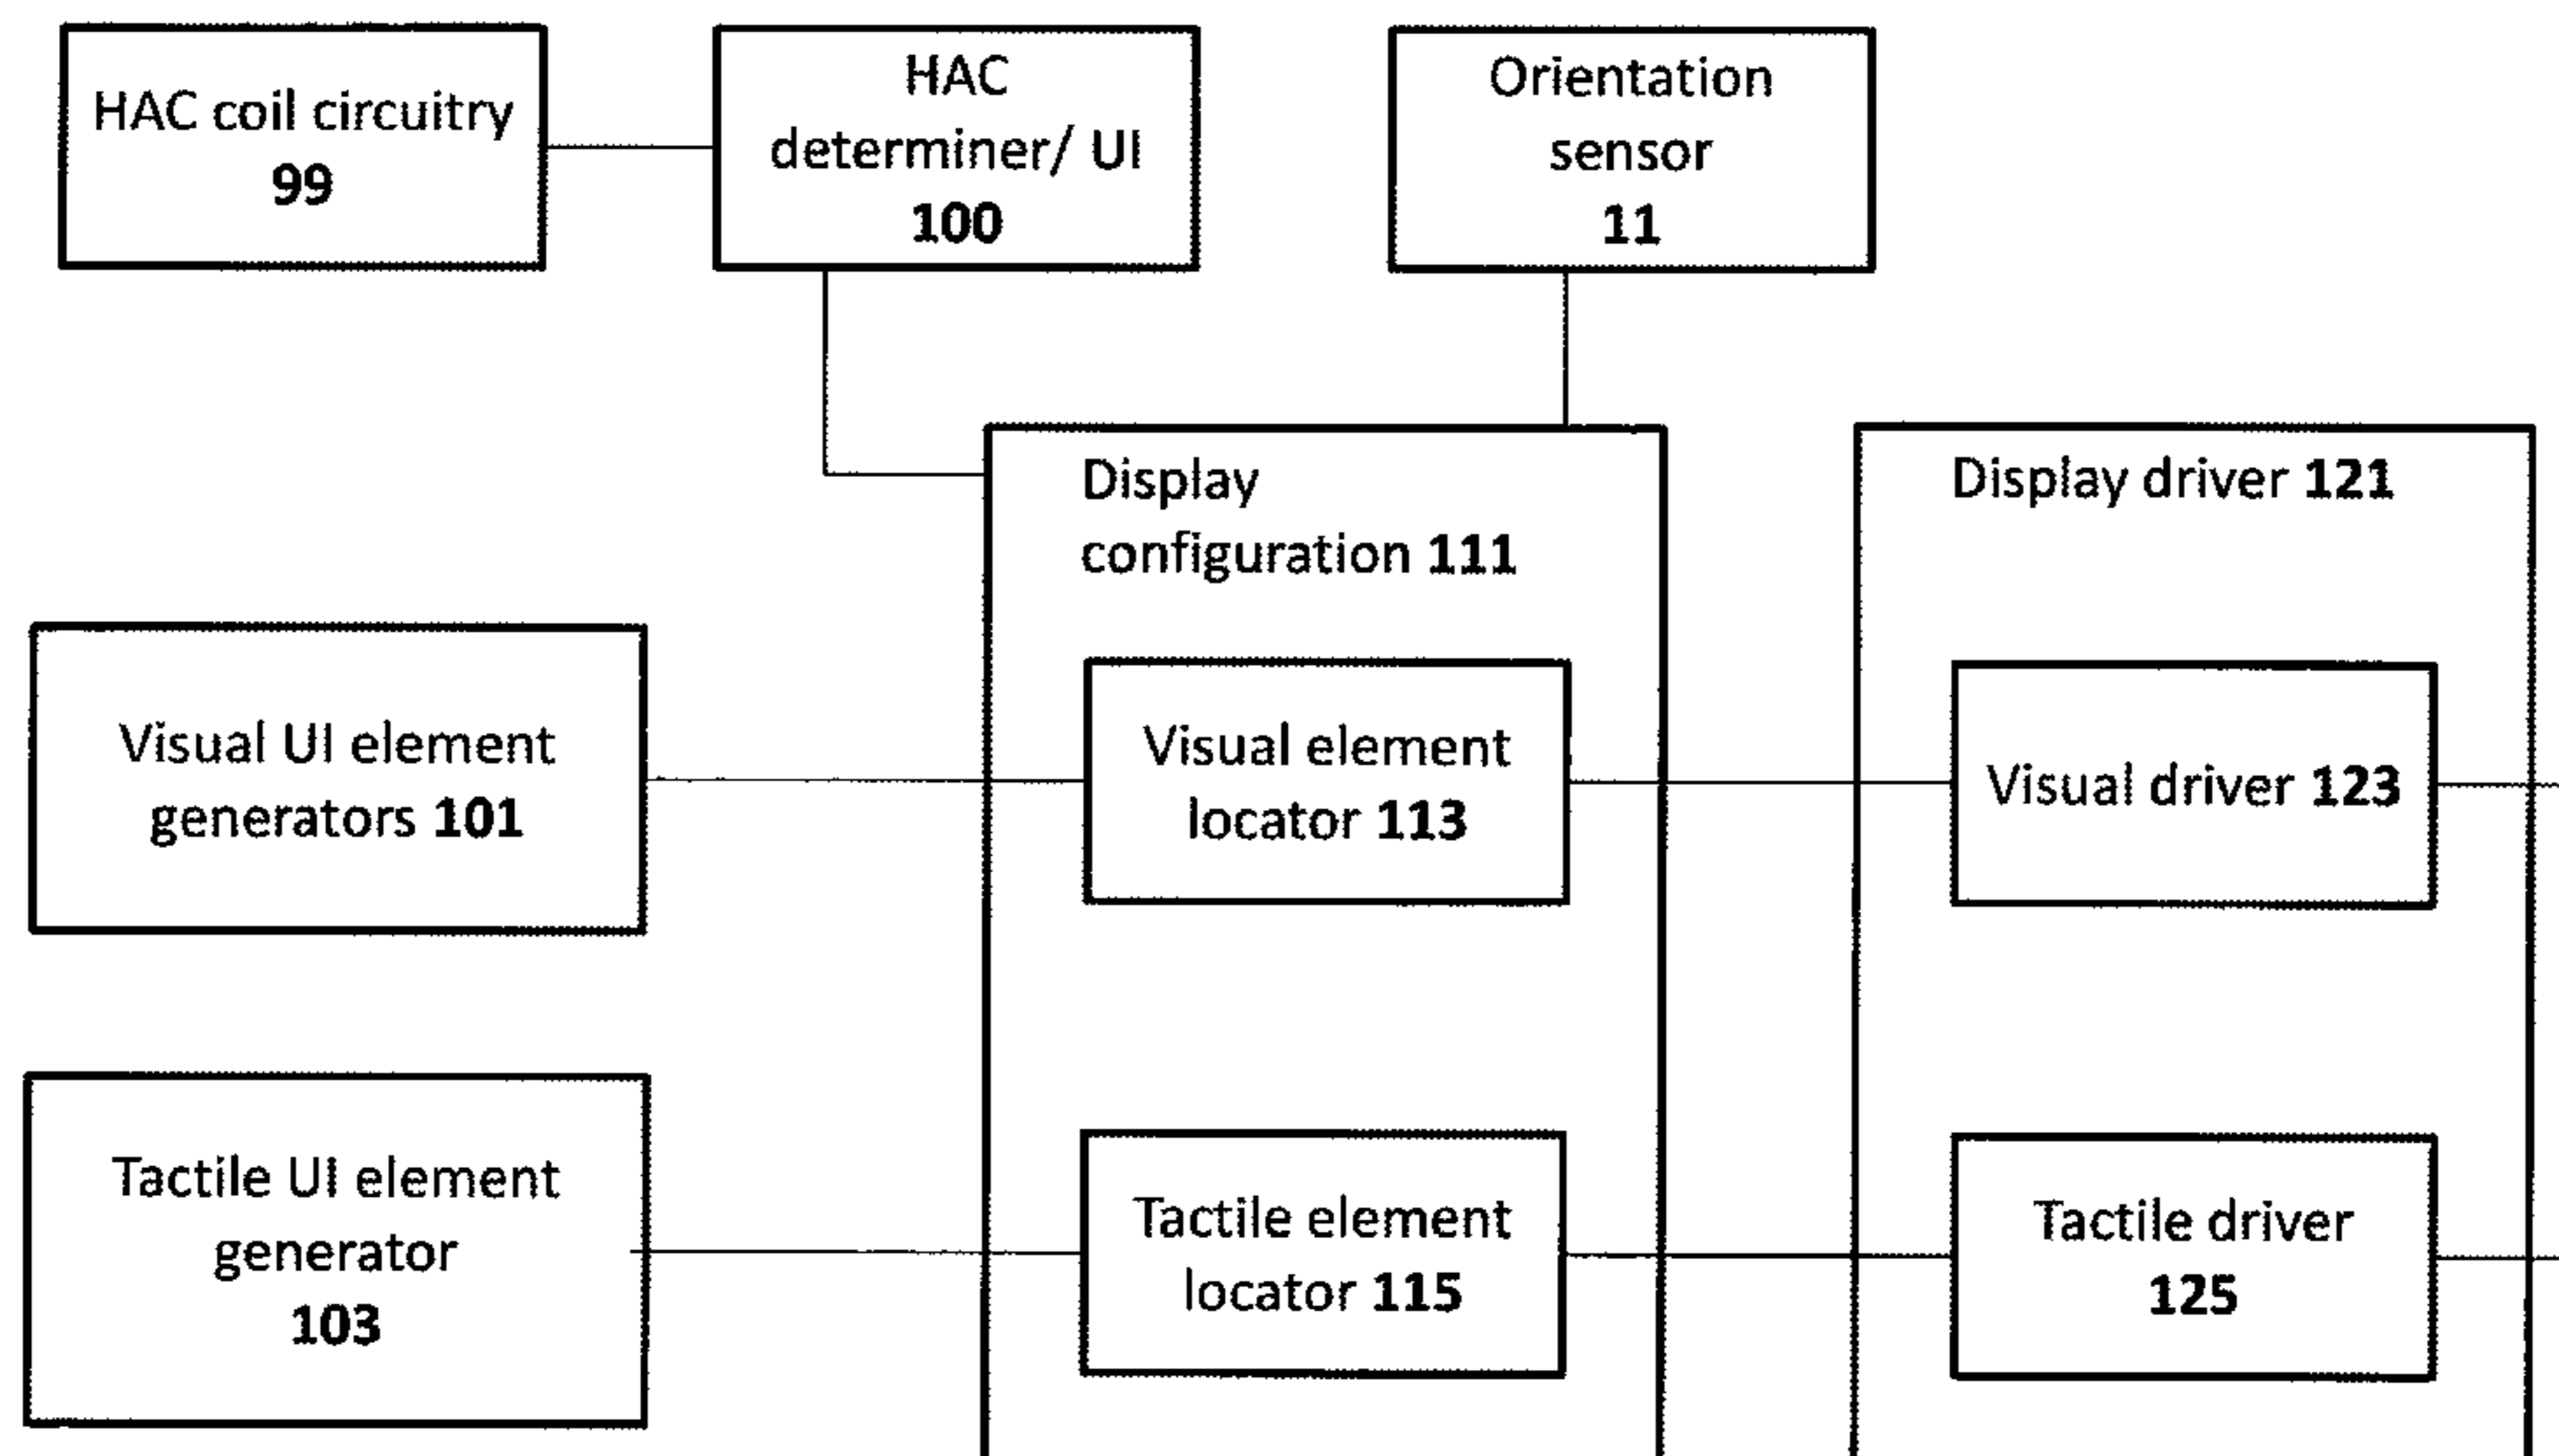 HAC coil circuitry
99
HAC
determiner/ UI
100
Orientation
sensor
11
Display
configuration 111
Display driver 121
Visual UI element
generators 101
Visual element
locator 113
Visual driver 123
Tactile UI element
generator
103
Tactile element
locator 115
Tactile driver
125